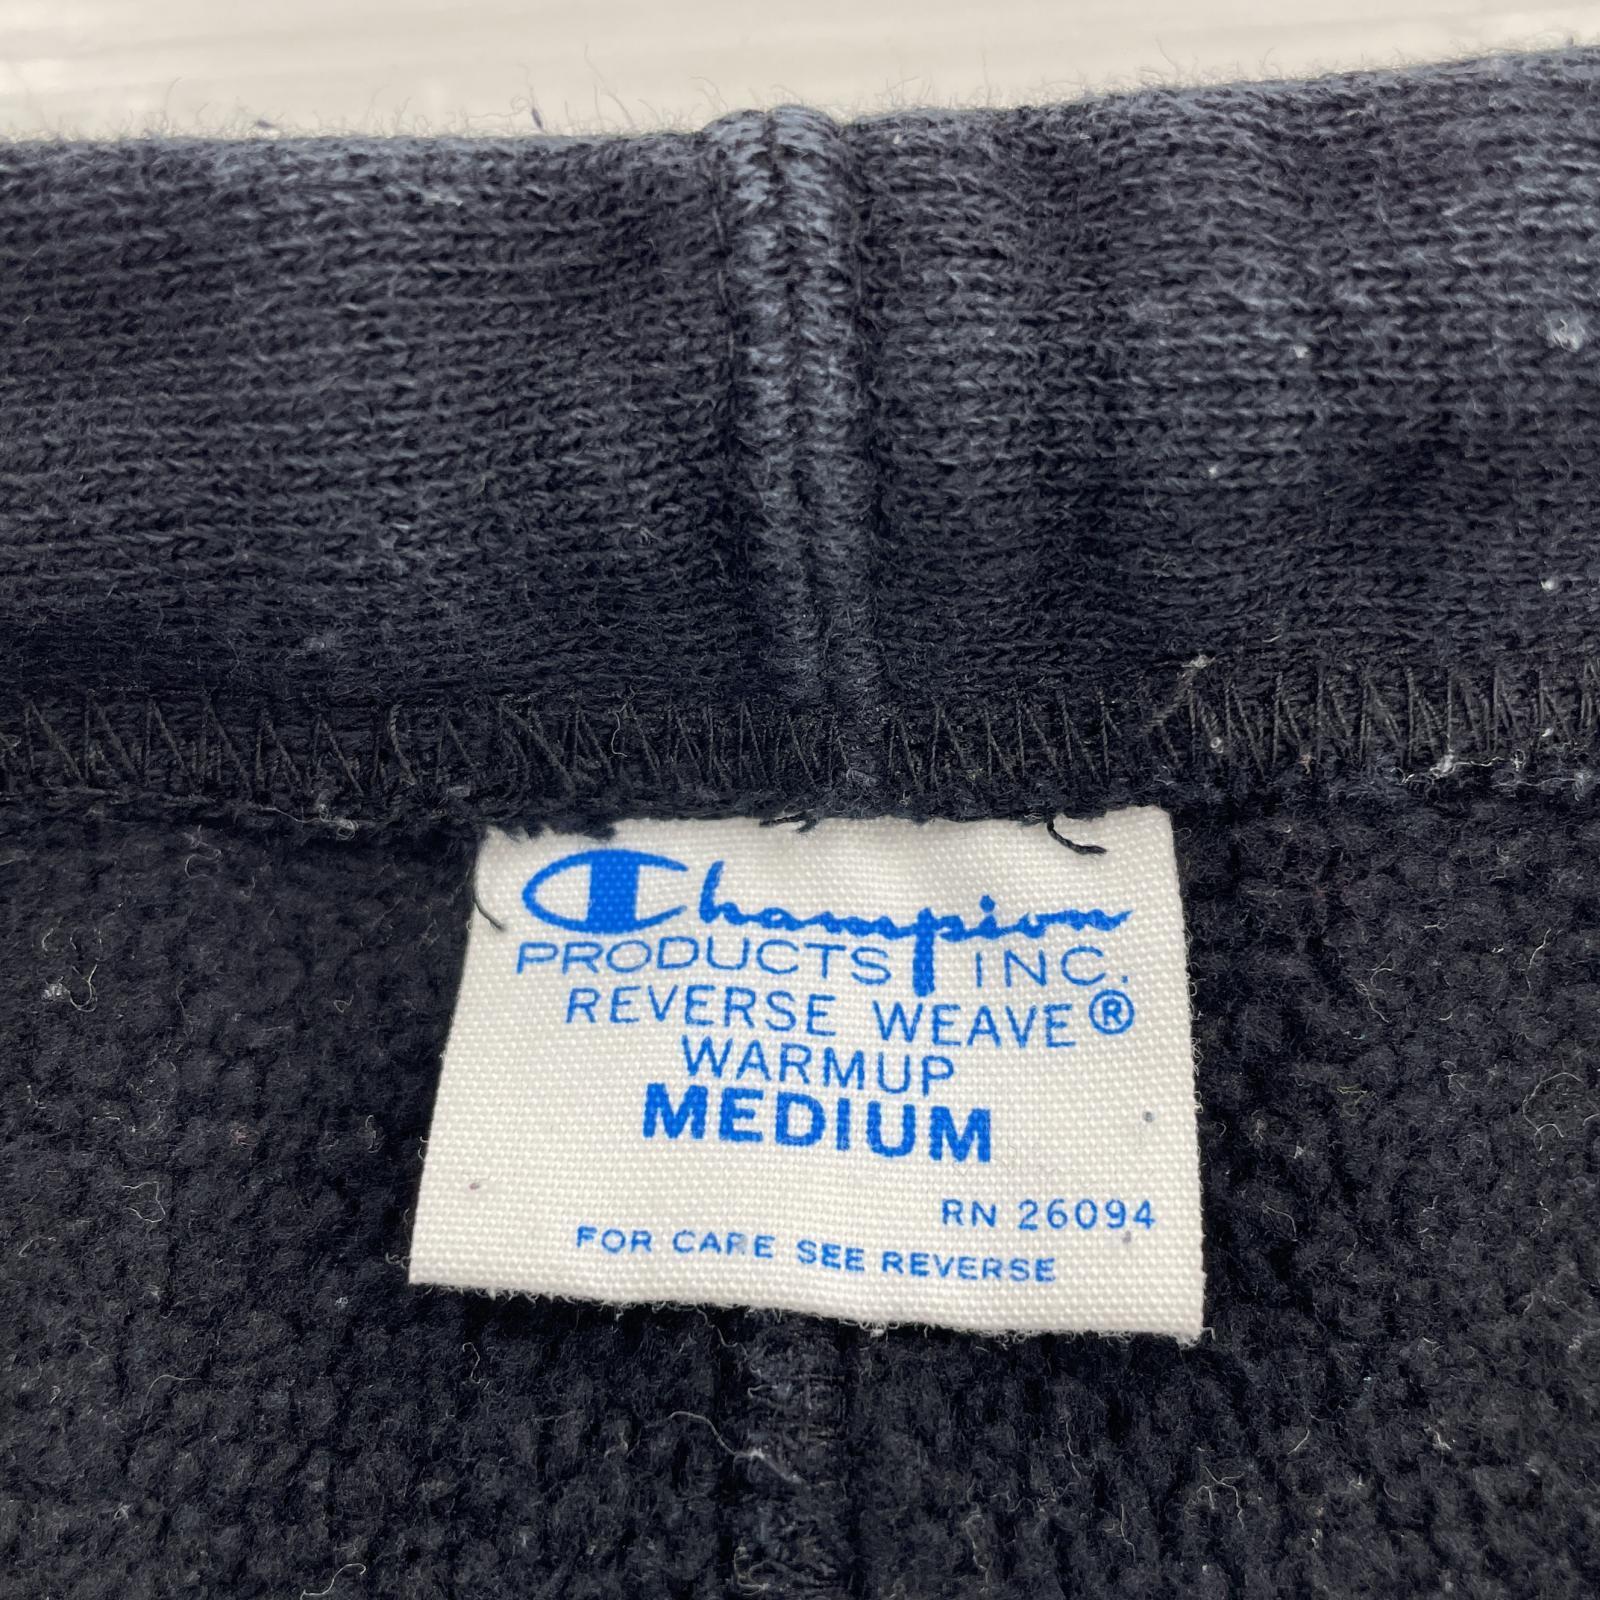 Champion
PRODUCTS INC.
REVERSE WEAVE®
WARMUP
MEDIUM
RN 26094
FOR CARE SEE REVERSE